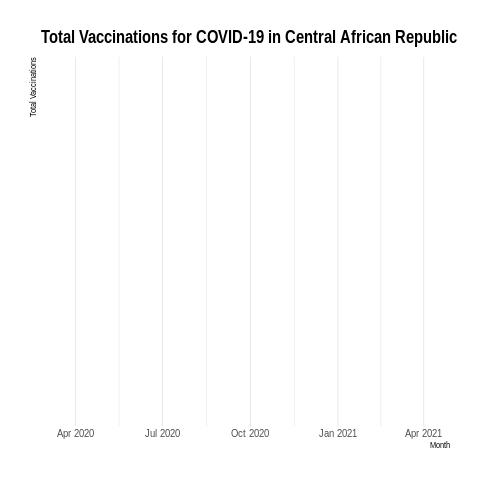 Total Vaccinations for COVID-19 in Central African Republic
Total Vaccinations
Apr 2020 Jul 2020 Oct 2020 Jan 2021 Apr 2021
Month